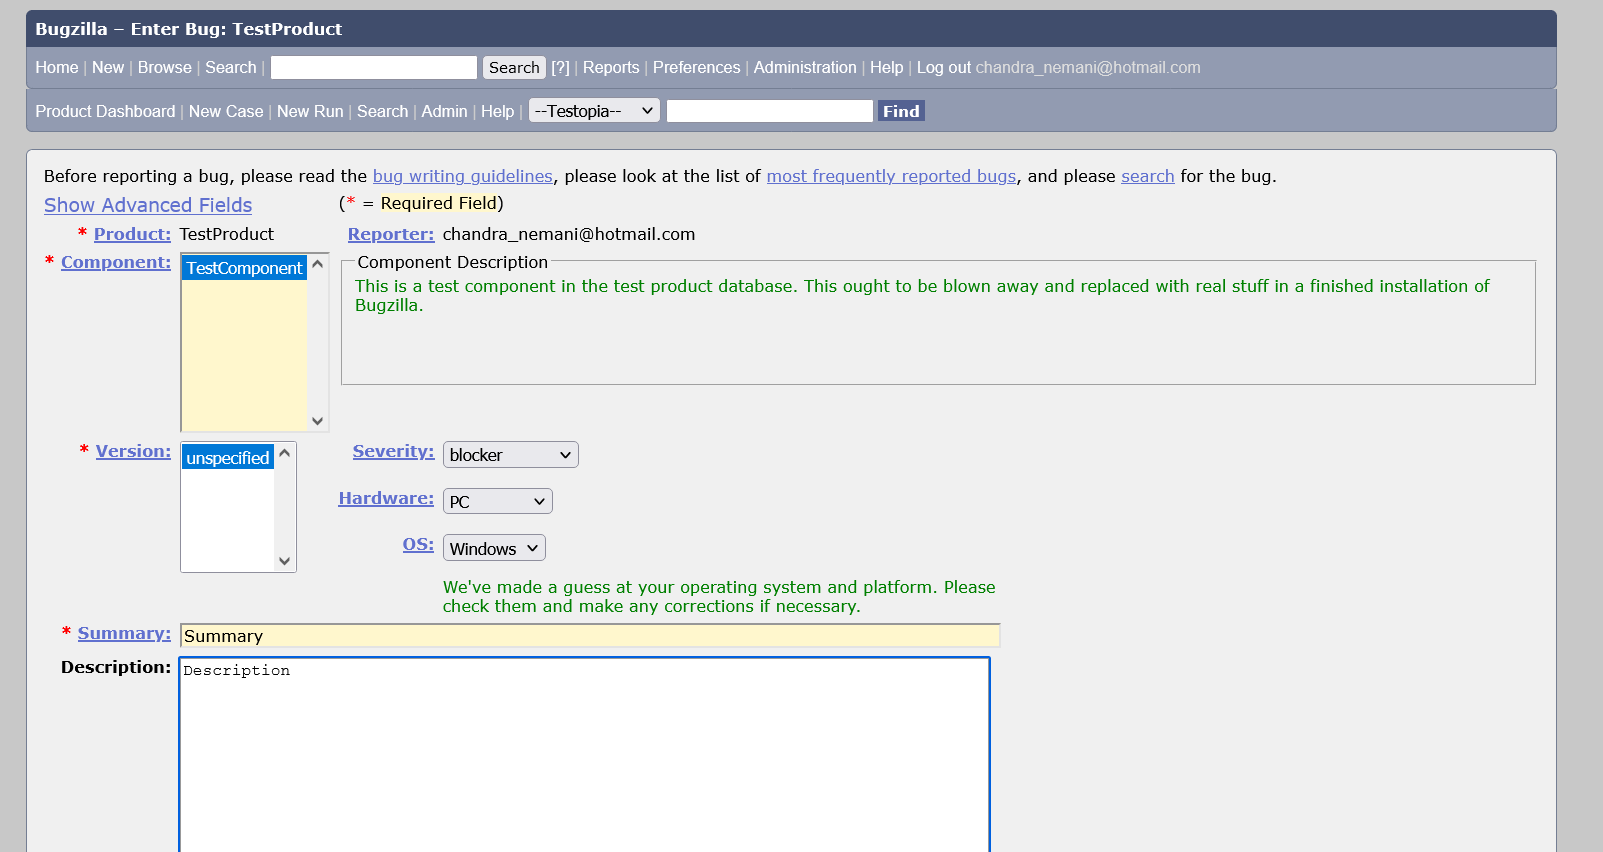 Bugzilla – Enter Bug: TestProduct
Home | New | Browse | Search | Search [?] | Reports | Preferences | Administration | Help | Log out chandra_nemani@hotmail.com
Product Dashboard | New Case | New Run | Search | Admin | Help | --Testopia-- Find
Before reporting a bug, please read the bug writing guidelines, please look at the list of most frequently reported bugs, and please search for the bug.
Show Advanced Fields (* = Required Field)
* Product: TestProduct Reporter: chandra_nemani@hotmail.com
* Component: TestComponent
Component Description
This is a test component in the test product database. This ought to be blown away and replaced with real stuff in a finished installation of
Bugzilla.
* Version: unspecified Severity: blocker
Hardware: PC
OS: Windows
We've made a guess at your operating system and platform. Please
check them and make any corrections if necessary.
* Summary: Summary
Description: Description